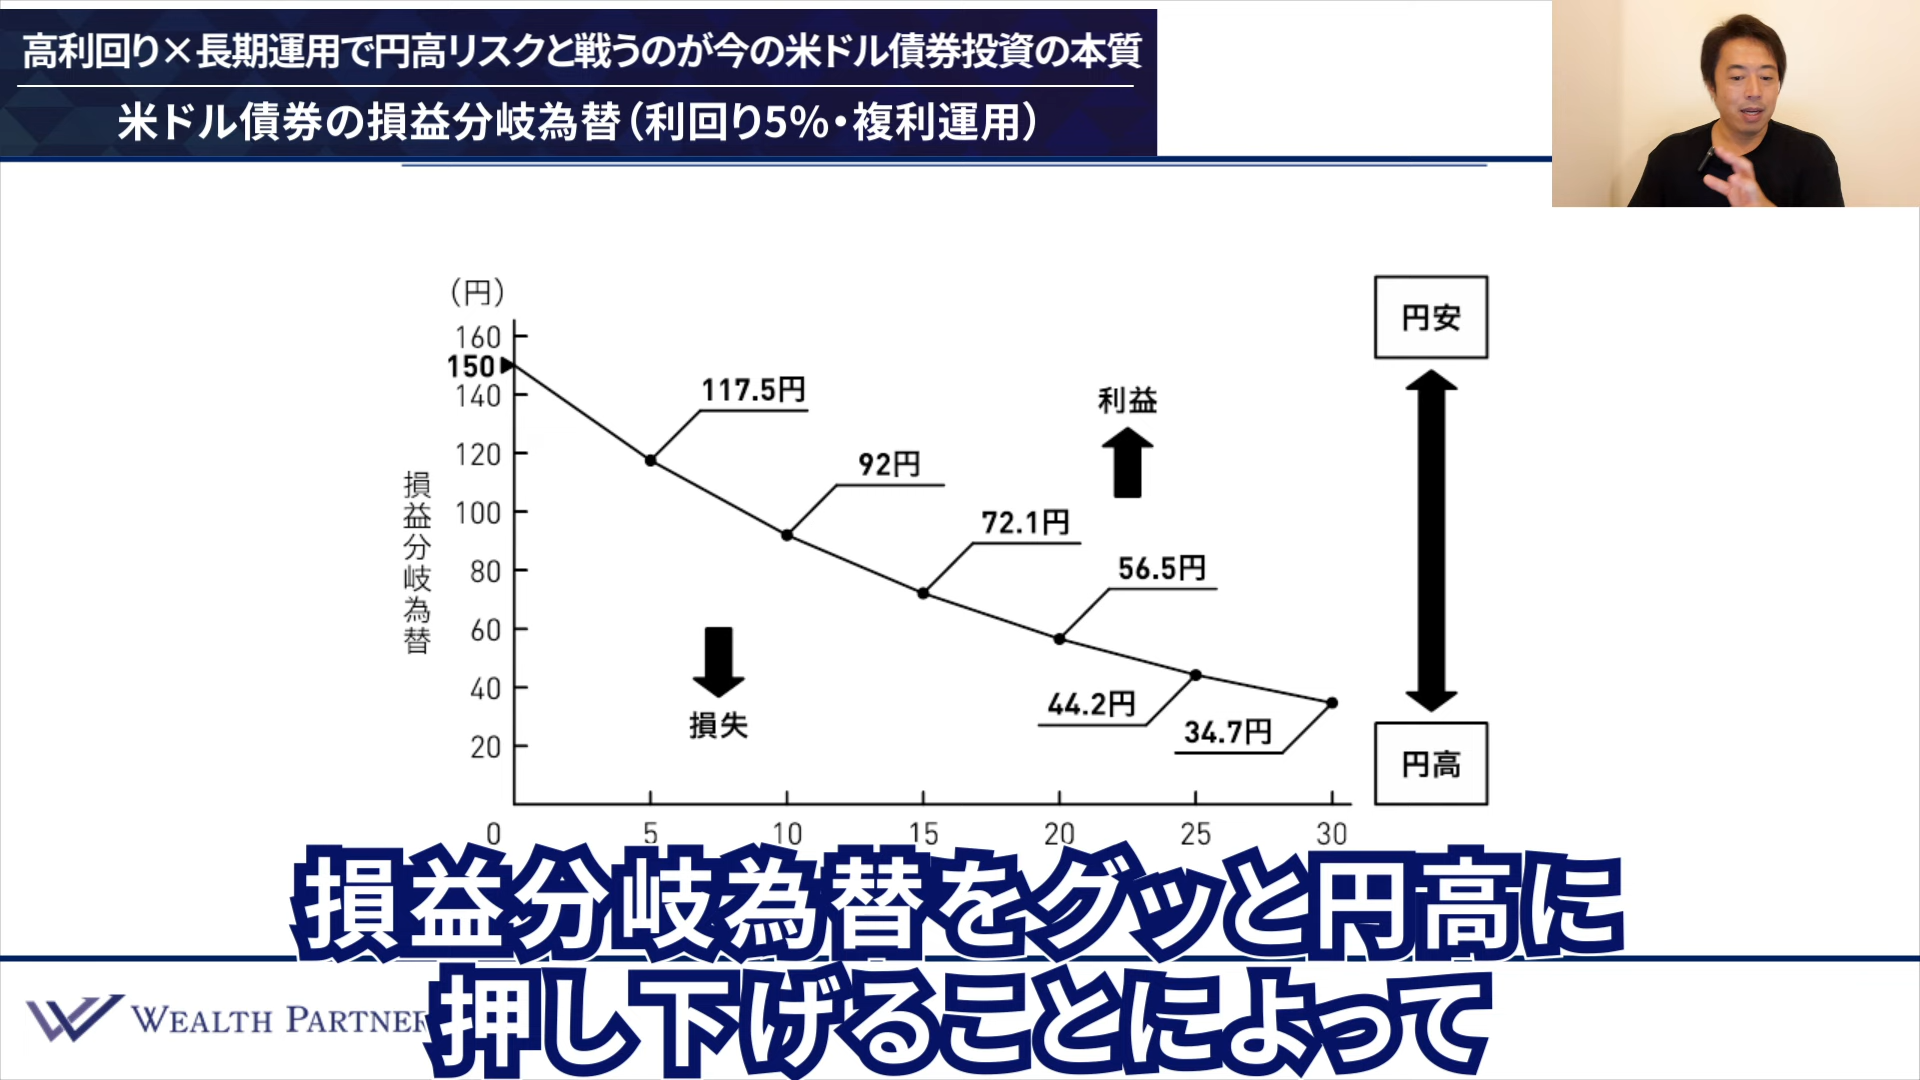 高利回り×長期運用で円高リスクと戦うのが今の米ドル債券投資の本質
米ドル債券の損益分岐為替（利回り5%・複利運用）
（円）
160
150
140
120
100
80
60
40
20
損益分岐為替
117.5円
92円
72.1円
56.5円
44.2円
34.7円
利益
損失
円安
円高
0 5 10 15 20 25 30
損益分岐為替をグッと円高に
押し下げることによって
WEALTH PARTNER